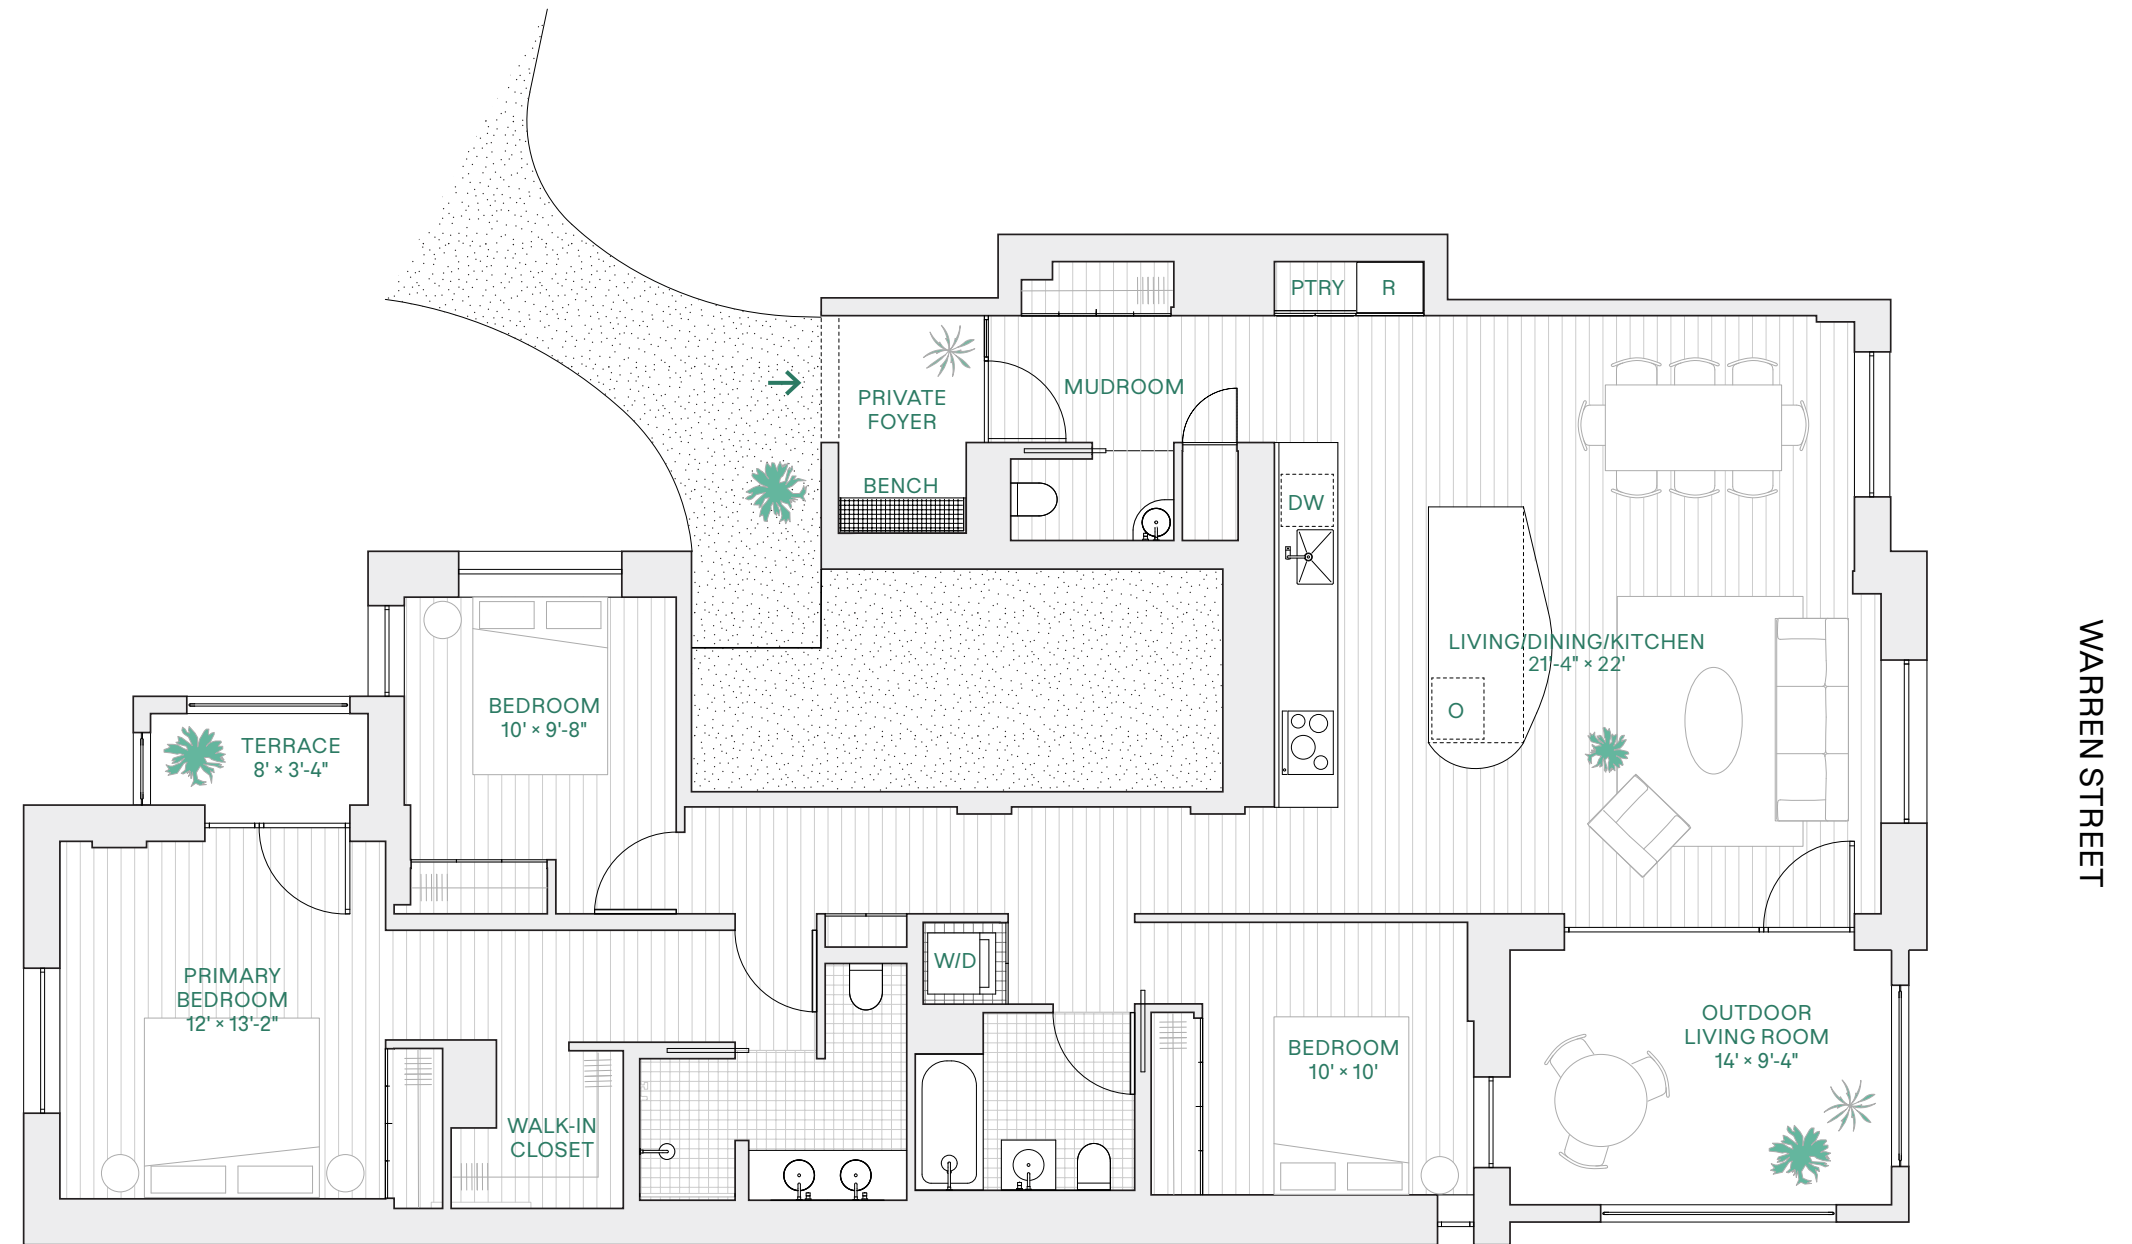 PTRY
R
PRIVATE
FOYER
MUDROOM
BENCH
DW
LIVING/DINING/KITCHEN
21'-4" × 22'
O
BEDROOM
10' × 9'-8"
TERRACE
8' × 3'-4"
PRIMARY
BEDROOM
12' × 13'-2"
W/D
WALK-IN
CLOSET
BEDROOM
10' × 10'
OUTDOOR
LIVING ROOM
14' × 9'-4"
WARREN STREET